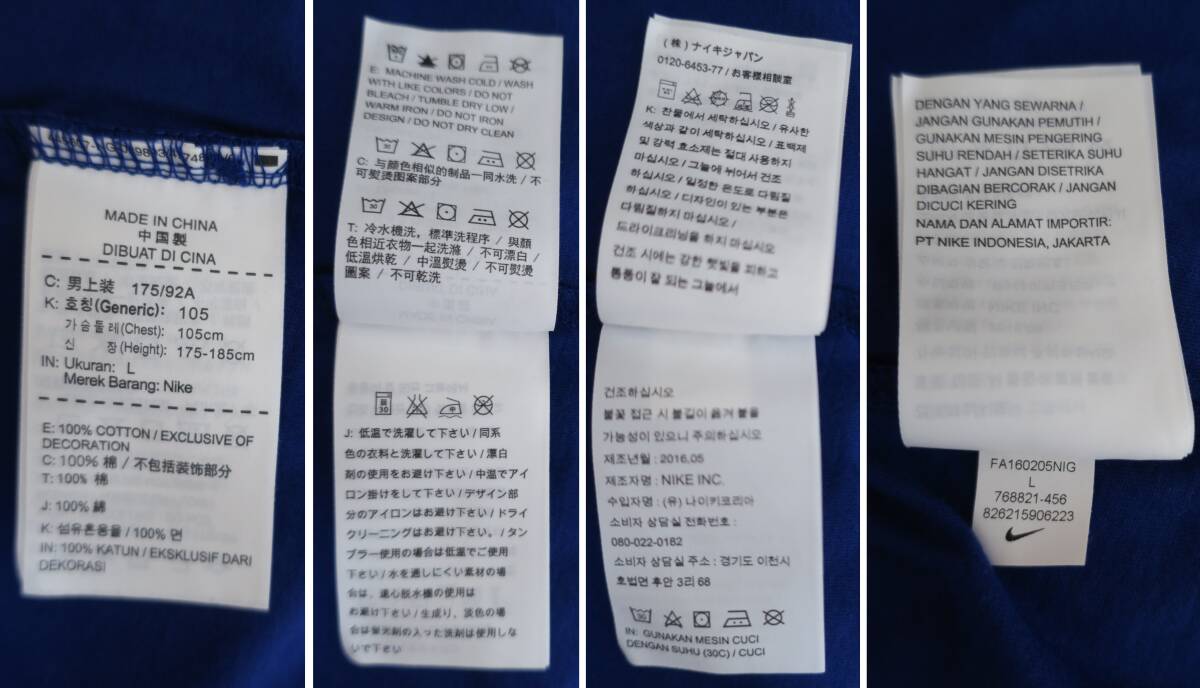 MADE IN CHINA
中国製
DIBUAT DI CINA
C: 男上装 175/92A
K: 호칭(Generic): 105
가슴둘레(Chest): 105cm
신 장(Height): 175-185cm
IN: Ukuran: L
Merek Barang: Nike
E: 100% COTTON / EXCLUSIVE OF
DECORATION
C: 100% 棉 / 不包括装饰部分
T: 100% 棉
J: 100% 綿
K: 섬유혼용율 / 100% 면
IN: 100% KATUN / EKSKLUSIF DARI
DEKORASI
E: MACHINE WASH COLD / WASH
WITH LIKE COLORS / DO NOT
BLEACH / TUMBLE DRY LOW /
WARM IRON / DO NOT IRON
DESIGN / DO NOT DRY CLEAN
C: 与颜色相似的制品一同水洗 / 不
可熨烫图案部分
T: 冷水機洗，標準洗程序 / 與顏
色相近衣物一起洗滌 / 不可漂白 /
低溫烘乾 / 中溫熨燙 / 不可熨燙
圖案 / 不可乾洗
J: 低温で洗濯して下さい / 同系
色の衣料と洗濯して下さい / 漂白
剤の使用をお避け下さい / 中温でアイ
ロン掛けをして下さい / デザイン部
分のアイロンはお避け下さい / ドライ
クリーニングはお避け下さい。/ タン
ブラー使用の場合は低温でご使用
下さい / 水を通しにくい素材の場
合は、遠心脱水機の使用は
お避け下さい / 生成り、淡色の場
合は蛍光剤の入った洗剤は使用しな
いで下さい
(株) ナイキジャパン
0120-6453-77 / お客様相談室
K: 찬물에서 세탁하십시오 / 유사한
색상과 같이 세탁하십시오 / 표백제
및 강력 효소제는 절대 사용하지
마십시오 / 그늘에 뉘어서 건조
하십시오 / 일정한 온도로 다림질
하십시오 / 디자인이 있는 부분은
다림질하지 마십시오 /
드라이크리닝을 하지 마십시오
건조 시에는 강한 햇빛을 피하고
통풍이 잘 되는 그늘에서
건조하십시오
불꽃 접근 시 불길이 옮겨 붙을
가능성이 있으니 주의하십시오
제조년월 : 2016.05
제조자명 : NIKE INC.
수입자명 : (유) 나이키코리아
소비자 상담실 전화번호 :
080-022-0182
소비자 상담실 주소 : 경기도 이천시
호법면 후안 3리 68
IN: GUNAKAN MESIN CUCI
DENGAN SUHU (30C) / CUCI
DENGAN YANG SEWARNA /
JANGAN GUNAKAN PEMUTIH /
GUNAKAN MESIN PENGERING
SUHU RENDAH / SETERIKA SUHU
HANGAT / JANGAN DISETRIKA
DIBAGIAN BERCORAK / JANGAN
DICUCI KERING
NAMA DAN ALAMAT IMPORTIR:
PT NIKE INDONESIA, JAKARTA
FA160205NIG
L
768821-456
826215906223